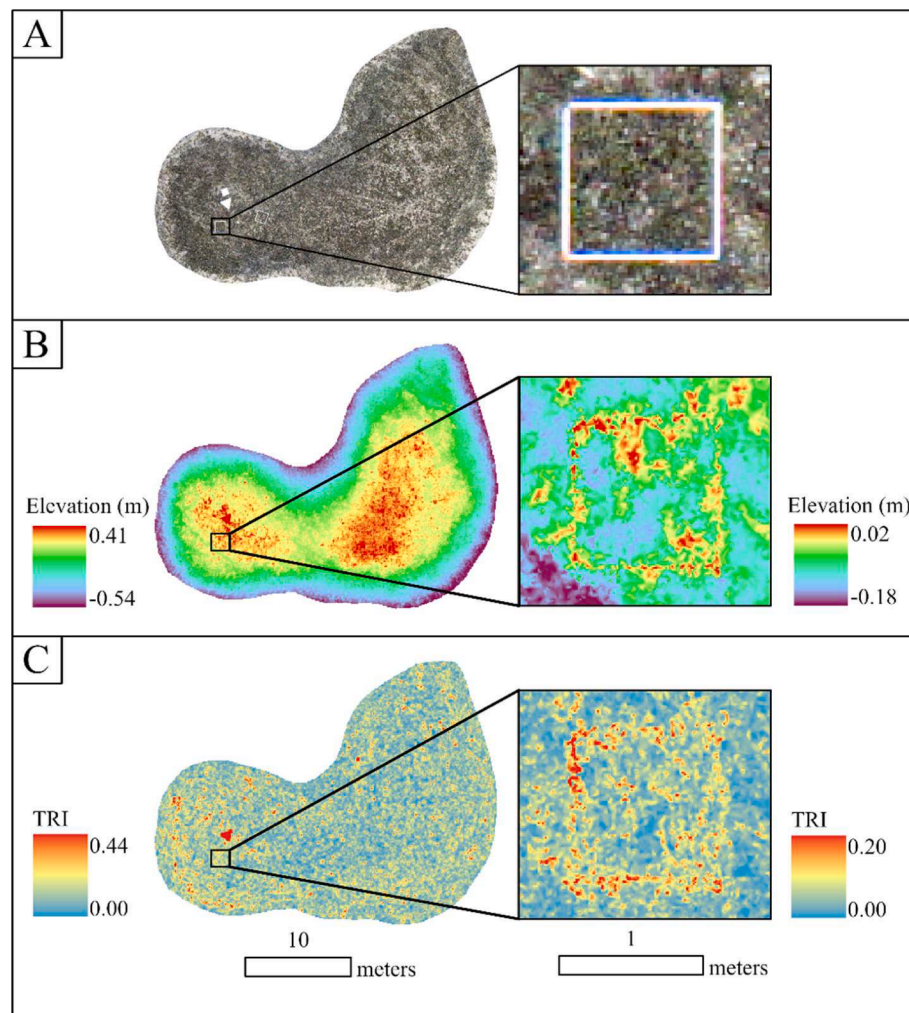 A
B
Elevation (m)
0.41
-0.54
Elevation (m)
0.02
-0.18
C
TRI
0.44
0.00
TRI
0.20
0.00
10
meters
1
meters